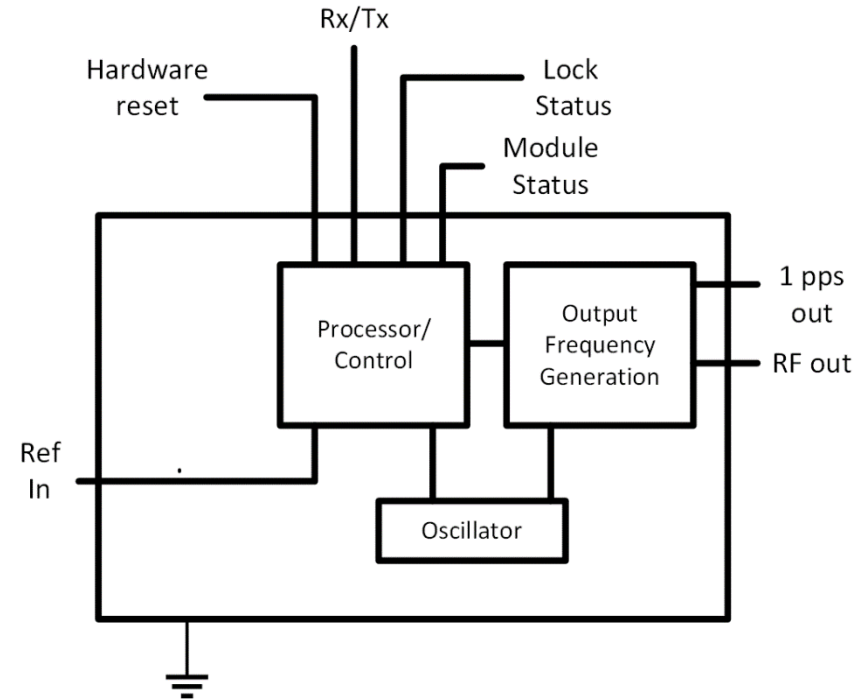 Rx/Tx
Hardware
reset
Lock
Status
Module
Status
Processor/
Control
Output
Frequency
Generation
1 pps
out
RF out
Ref
In
Oscillator